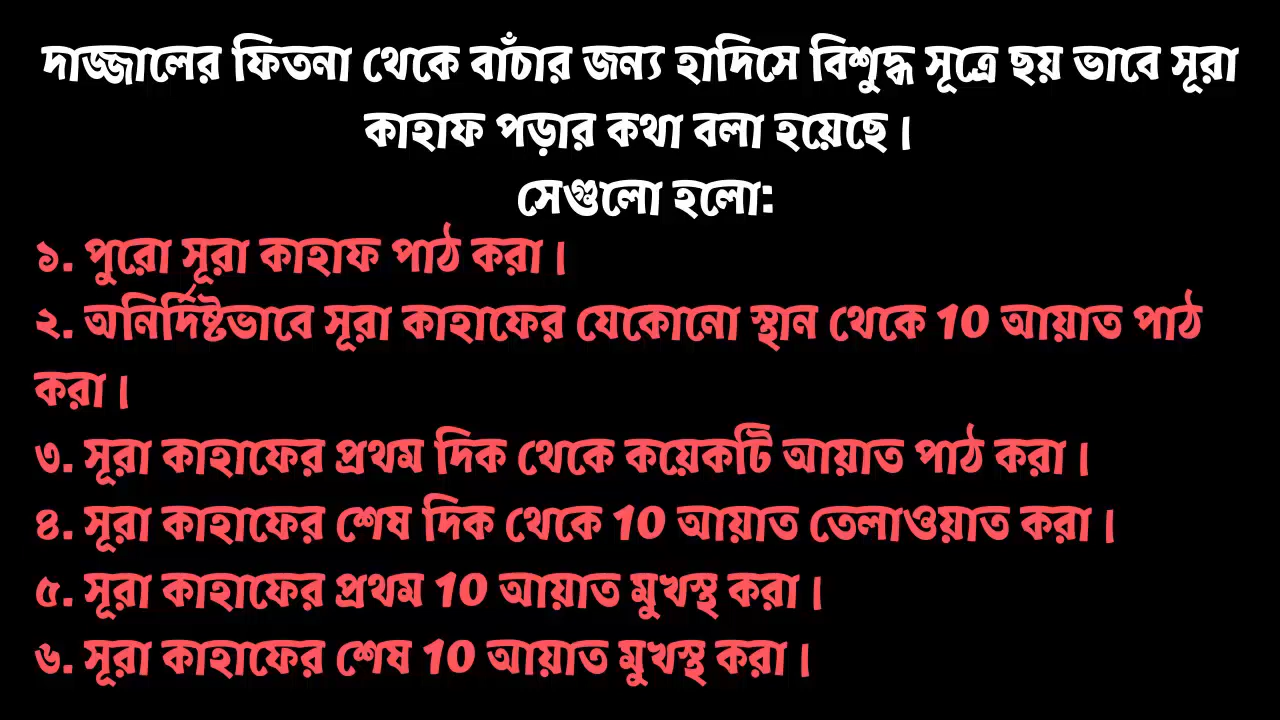 দাজ্জালের ফিতনা থেকে বাঁচার জন্য হাদিসে বিশুদ্ধ সূত্রে ছয় ভাবে সূরা
কাহাফ পড়ার কথা বলা হয়েছে।
সেগুলো হলো:
১. পুরো সূরা কাহাফ পাঠ করা।
২. অনির্দিষ্টভাবে সূরা কাহাফের যেকোনো স্থান থেকে 10 আয়াত পাঠ
করা।
৩. সূরা কাহাফের প্রথম দিক থেকে কয়েকটি আয়াত পাঠ করা।
৪. সূরা কাহাফের শেষ দিক থেকে 10 আয়াত তেলাওয়াত করা।
৫. সূরা কাহাফের প্রথম 10 আয়াত মুখস্থ করা।
৬. সূরা কাহাফের শেষ 10 আয়াত মুখস্থ করা।